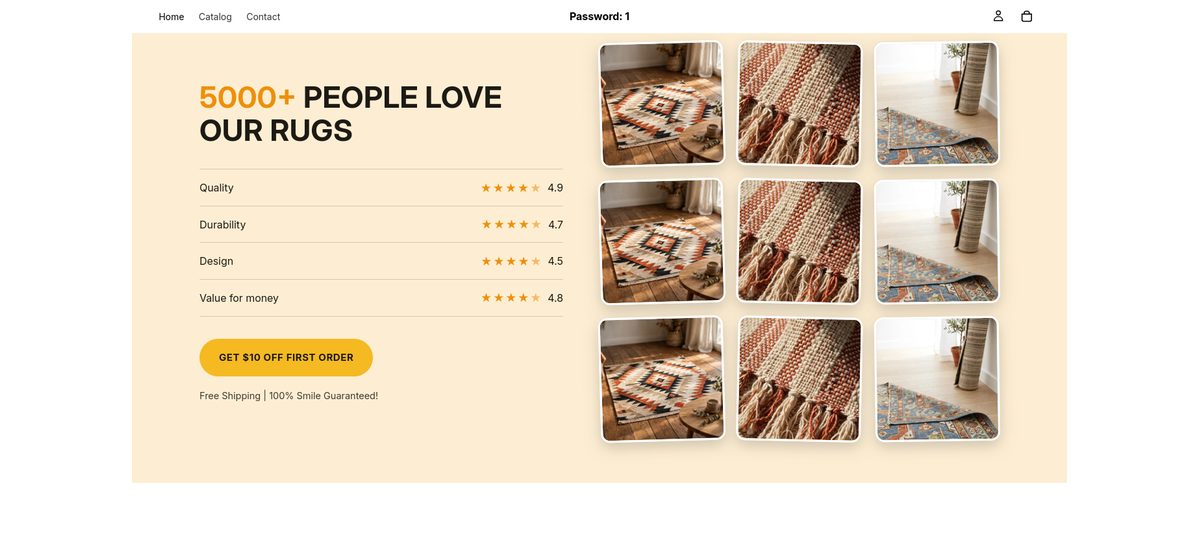 Home Catalog Contact Password: 1
5000+ PEOPLE LOVE
OUR RUGS
Quality 4.9
Durability 4.7
Design 4.5
Value for money 4.8
GET $10 OFF FIRST ORDER
Free Shipping | 100% Smile Guaranteed!